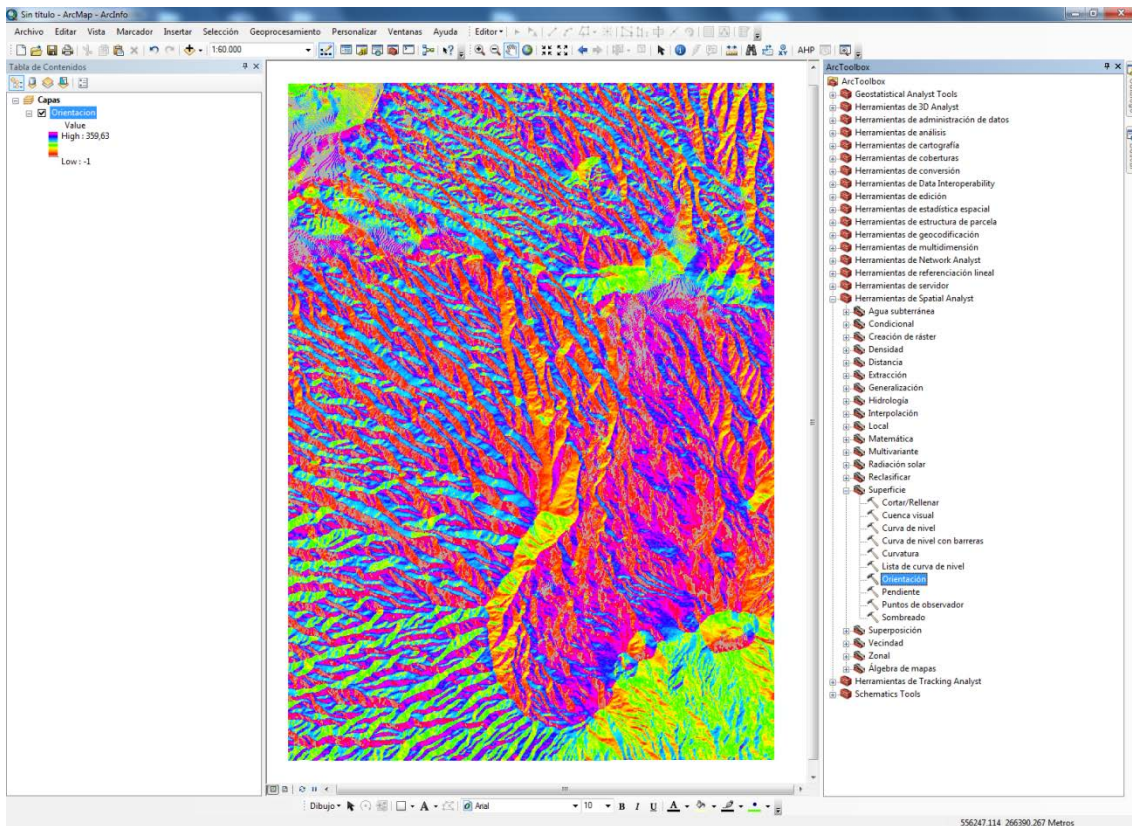 Sin título - ArcMap - ArcInfo
Archivo Editar Vista Marcador Insertar Selección Geoprocesamiento Personalizar Ventanas Ayuda Editor
1:60.000
AHP
Tabla de Contenidos
Capas
Orientacion
Value
High : 359,63
Low : -1
ArcToolbox
ArcToolbox
Geostatistical Analyst Tools
Herramientas de 3D Analyst
Herramientas de administración de datos
Herramientas de análisis
Herramientas de cartografía
Herramientas de coberturas
Herramientas de conversión
Herramientas de Data Interoperability
Herramientas de edición
Herramientas de estadística espacial
Herramientas de estructura de parcela
Herramientas de geocodificación
Herramientas de multidimensión
Herramientas de Network Analyst
Herramientas de referenciación lineal
Herramientas de servidor
Herramientas de Spatial Analyst
Agua subterránea
Condicional
Creación de ráster
Densidad
Distancia
Extracción
Generalización
Hidrología
Interpolación
Local
Matemática
Multivariante
Radiación solar
Reclasificar
Superficie
Cortar/Rellenar
Cuenca visual
Curva de nivel
Curva de nivel con barreras
Curvatura
Lista de curva de nivel
Orientación
Pendiente
Puntos de observador
Sombreado
Superposición
Vecindad
Zonal
Álgebra de mapas
Herramientas de Tracking Analyst
Schematics Tools
Dibujo A Arial 10 B I U A
556247,114 266390,267 Metros